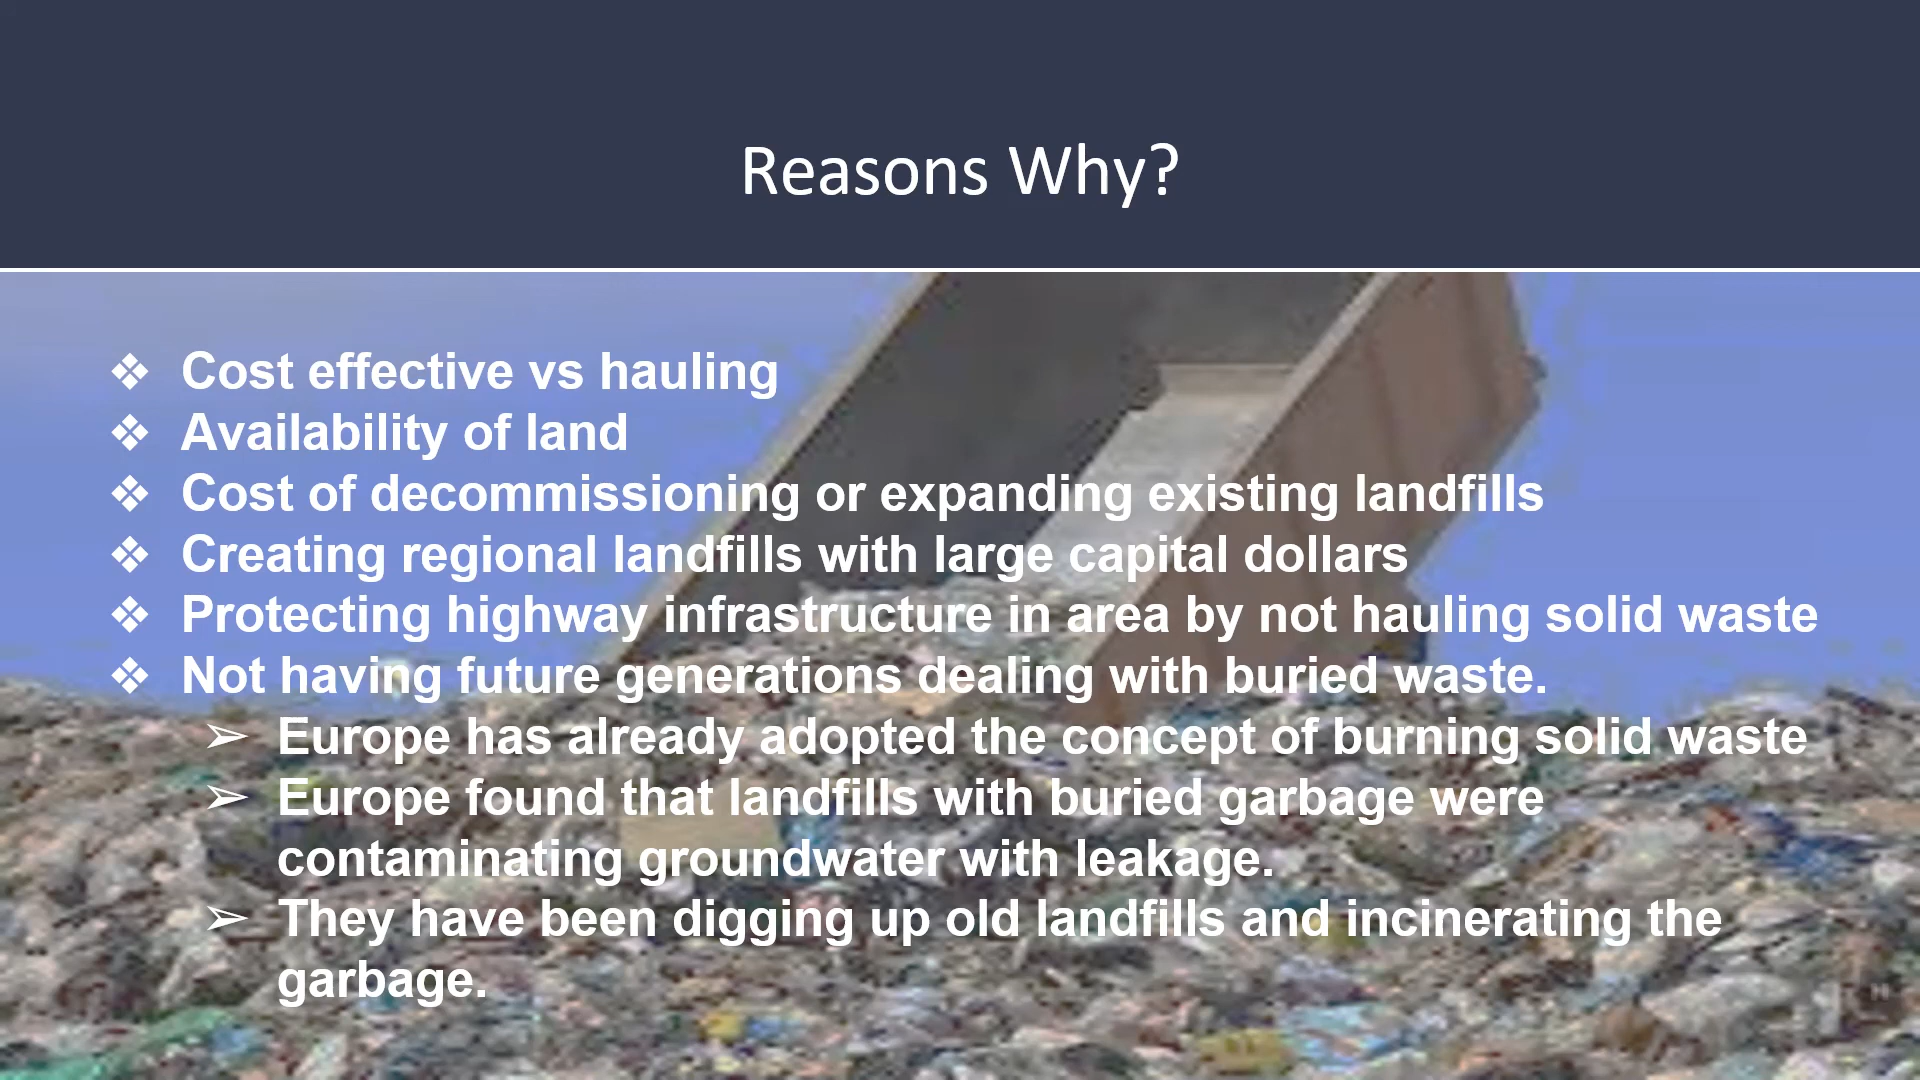 Reasons Why?
❖ Cost effective vs hauling
❖ Availability of land
❖ Cost of decommissioning or expanding existing landfills
❖ Creating regional landfills with large capital dollars
❖ Protecting highway infrastructure in area by not hauling solid waste
❖ Not having future generations dealing with buried waste.
➢ Europe has already adopted the concept of burning solid waste
➢ Europe found that landfills with buried garbage were
contaminating groundwater with leakage.
➢ They have been digging up old landfills and incinerating the
garbage.